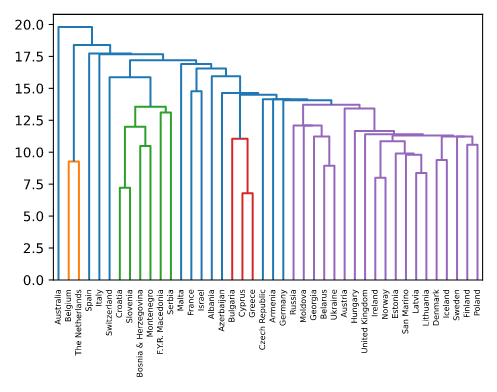 20.0
17.5
15.0
12.5
10.0
7.5
5.0
2.5
0.0
Australia
Belgium
The Netherlands
Spain
Italy
Switzerland
Croatia
Slovenia
Bosnia & Herzegovina
Montenegro
F.Y.R. Macedonia
Serbia
Malta
France
Israel
Albania
Azerbaijan
Bulgaria
Cyprus
Greece
Czech Republic
Armenia
Germany
Russia
Moldova
Georgia
Belarus
Ukraine
Austria
Hungary
United Kingdom
Ireland
Norway
Estonia
San Marino
Latvia
Lithuania
Denmark
Iceland
Sweden
Finland
Poland